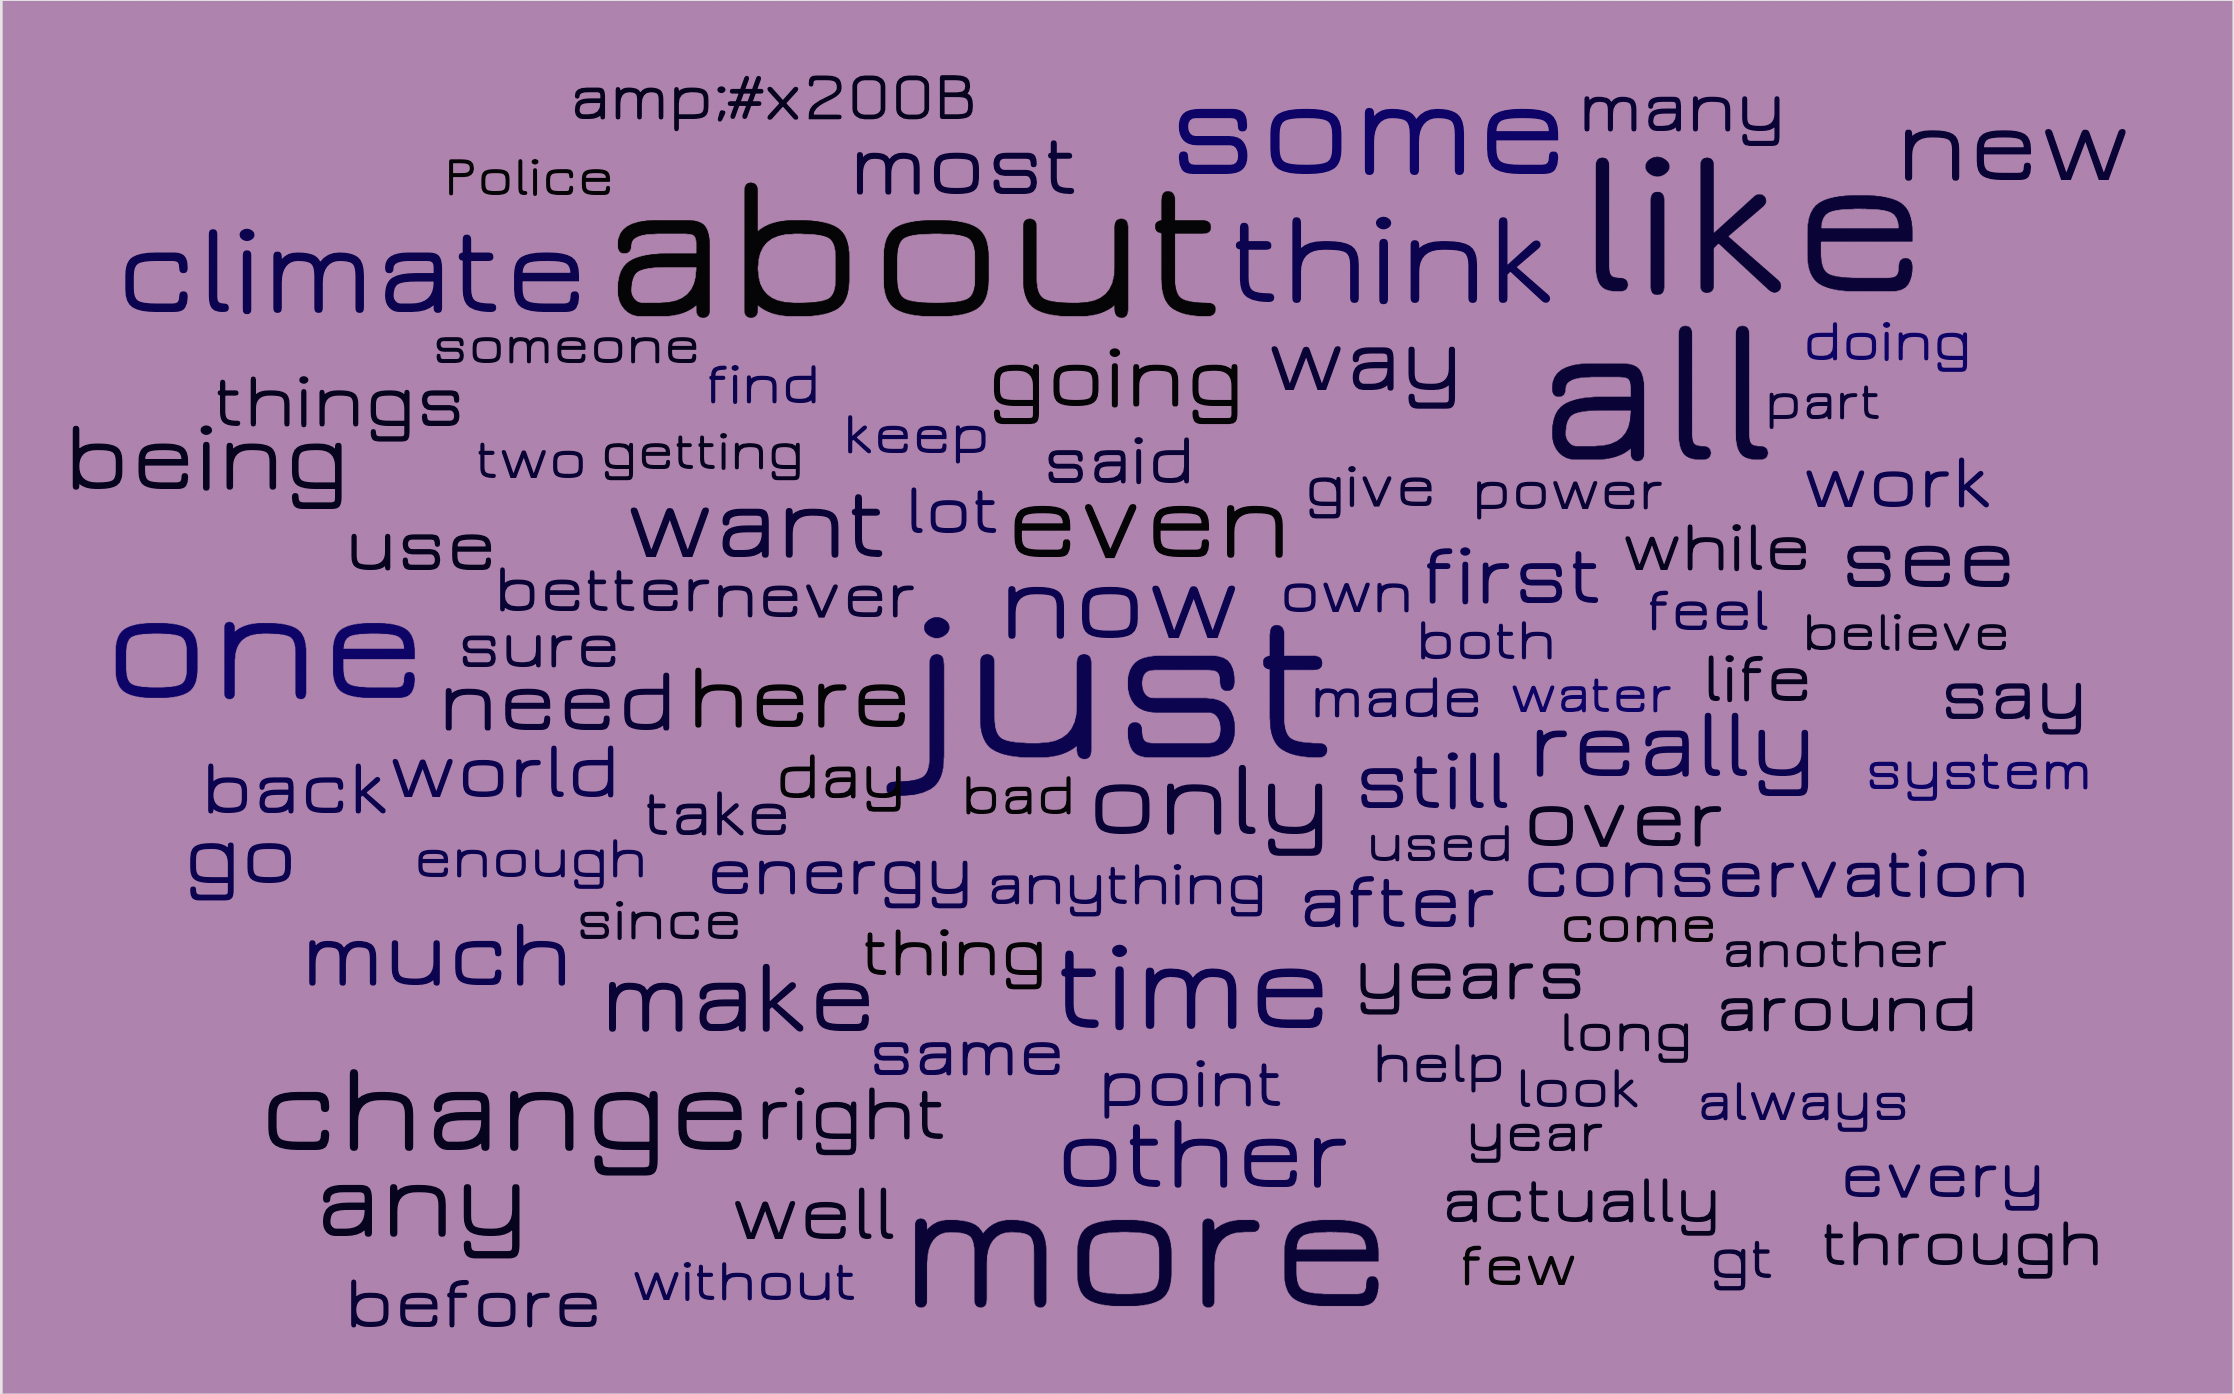 amp;#x200B
some many
Police most new
climate about think like
someone find going way all doing
things keep part
being two getting said give power work
use want lot even while see
better never now own first feel
one sure both believe
need here just made water life say
back world day bad only still really system
take used over
go enough energy anything after conservation
much since thing time years come another
make long around
change right same point help look always
any other year every
well more actually through
before without few gt